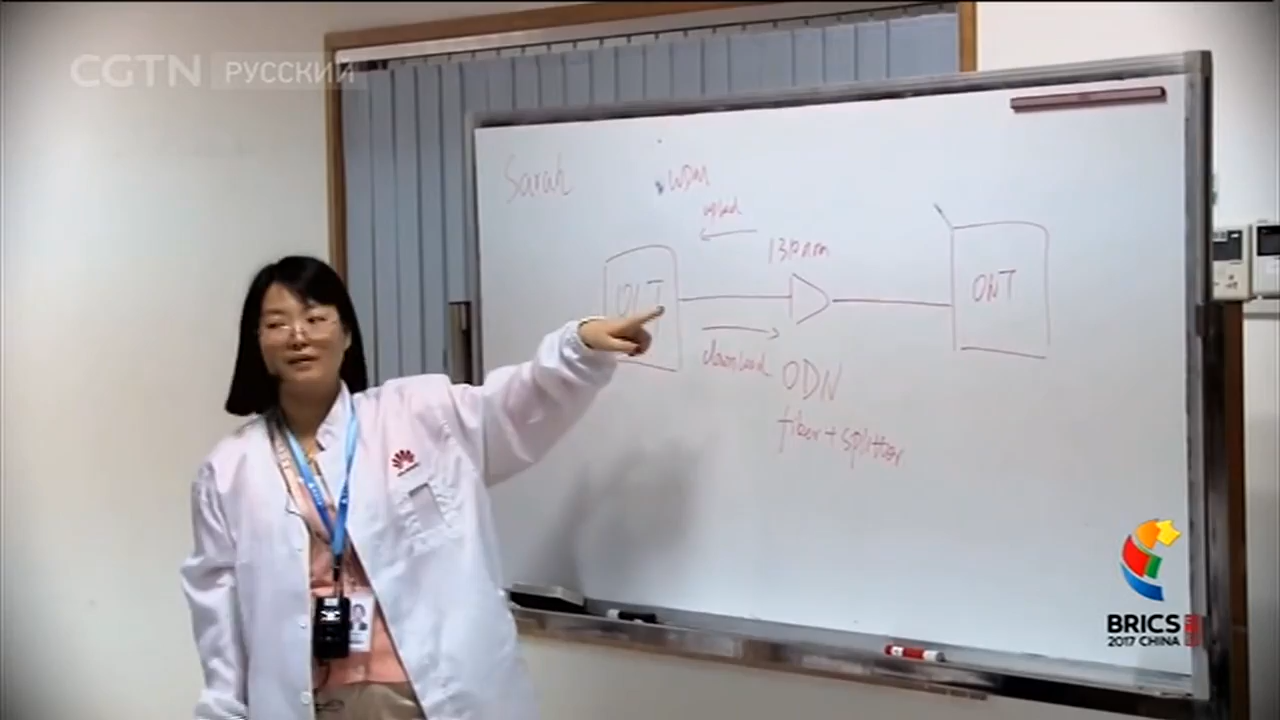 CGTN РУССКИЙ
Sarah
WDM
upload
1310nm
OLT
ONT
download
ODN
fiber + splitter
BRICS
2017 CHINA